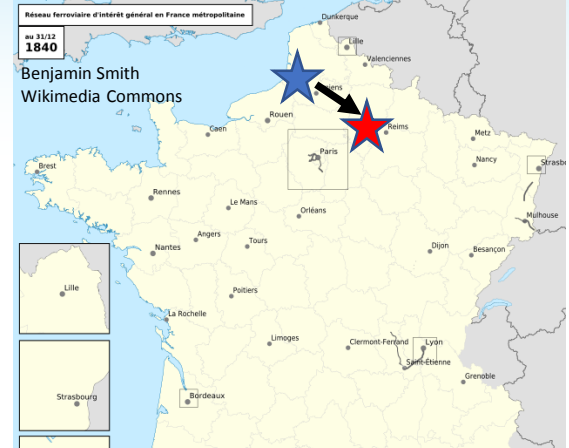 Réseau ferroviaire d'intérêt général en France métropolitaine
au 31/12
1840
Benjamin Smith
Wikimedia Commons
Dunkerque
Lille
Valenciennes
iens
Rouen
Reims
Caen
Metz
Paris
Nancy
Strasbo
Brest
Rennes
Le Mans
Orléans
Mulhouse
Angers
Tours
Nantes
Dijon
Besançon
Lille
Poitiers
La Rochelle
Limoges
Clermont-Ferrand
Lyon
Saint-Étienne
Grenoble
Strasbourg
Bordeaux